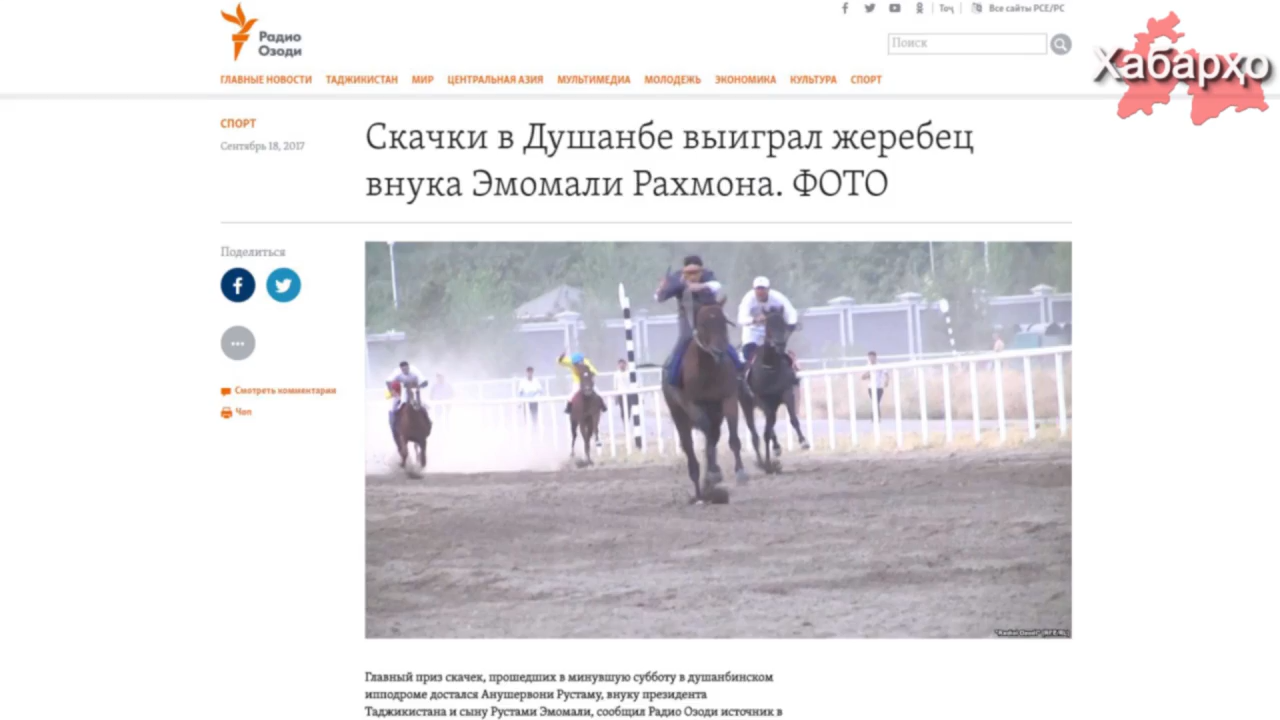 Радио
Озоди
Тоҷ
Все сайты РСЕ/РС
Поиск
Хабарҳо
ГЛАВНЫЕ НОВОСТИ ТАДЖИКИСТАН МИР ЦЕНТРАЛЬНАЯ АЗИЯ МУЛЬТИМЕДИА МОЛОДЕЖЬ ЭКОНОМИКА КУЛЬТУРА СПОРТ
СПОРТ
Сентябрь 18, 2017
Скачки в Душанбе выиграл жеребец
внука Эмомали Рахмона. ФОТО
Поделиться
Смотреть комментарии
Чоп
Главный приз скачек, прошедших в минувшую субботу в душанбинском
ипподроме достался Анушервони Рустаму, внуку президента
Таджикистана и сыну Рустами Эмомали, сообщил Радио Озоди источник в